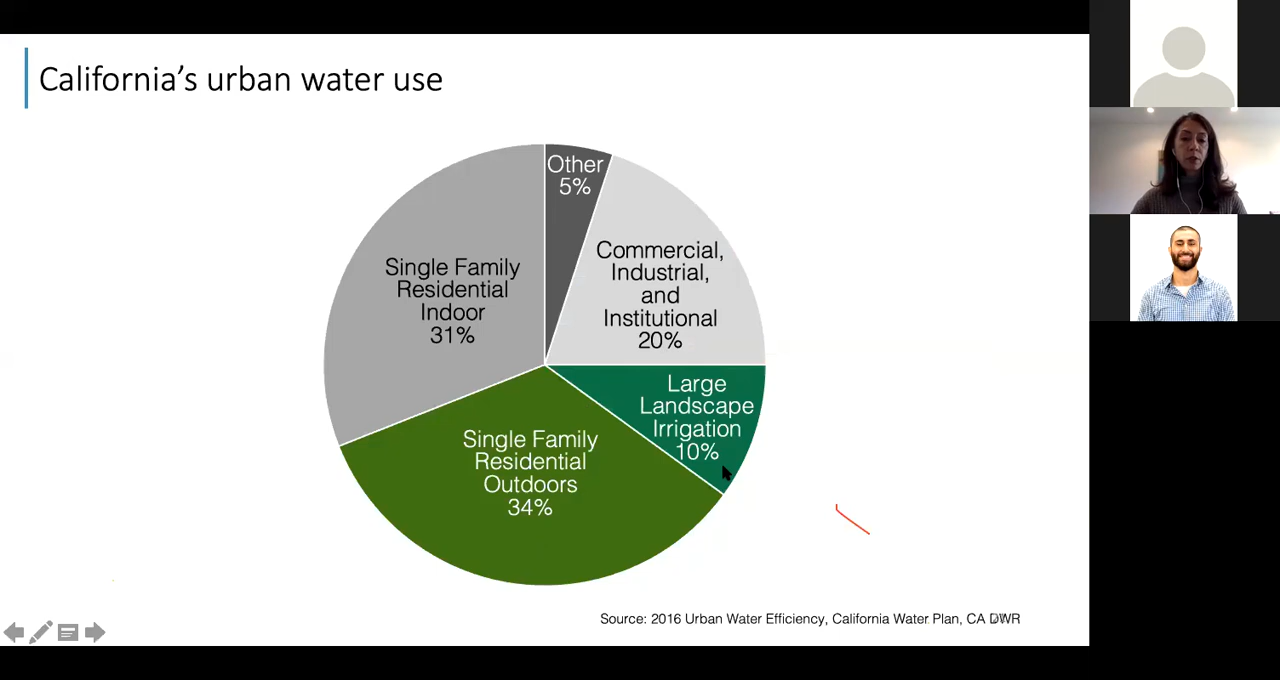 California’s urban water use
Other
5%
Commercial,
Industrial,
and
Institutional
20%
Large
Landscape
Irrigation
10%
Single Family
Residential
Outdoors
34%
Single Family
Residential
Indoor
31%
Source: 2016 Urban Water Efficiency, California Water Plan, CA DWR